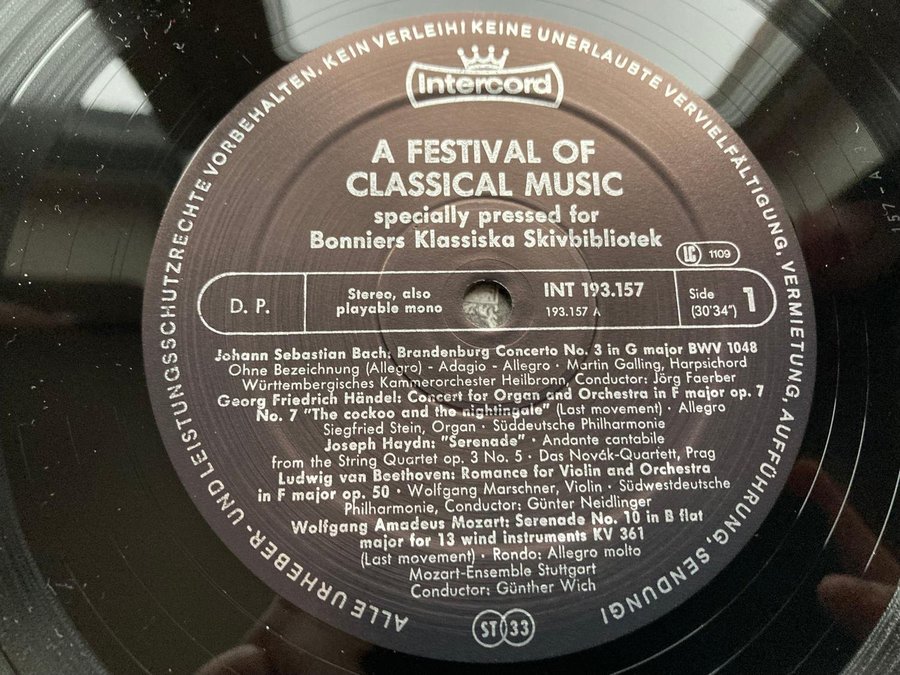 ALLE URHEBER- UND LEISTUNGSSCHUTZRECHTE VORBEHALTEN. KEIN VERLEIH! KEINE UNERLAUBTE VERVIELFÄLTIGUNG, VERMIETUNG, AUFFÜHRUNG, SENDUNG!
Intercord
A FESTIVAL OF
CLASSICAL MUSIC
specially pressed for
Bonniers Klassiska Skivbibliotek
LC 1109
D. P.
Stereo, also
playable mono
INT 193.157
193.157 A
Side
(30'34")
1
Johann Sebastian Bach: Brandenburg Concerto No. 3 in G major BWV 1048
Ohne Bezeichnung (Allegro) - Adagio - Allegro · Martin Galling, Harpsichord
Württembergisches Kammerorchester Heilbronn, Conductor: Jörg Faerber
Georg Friedrich Händel: Concert for Organ and Orchestra in F major op. 7
No. 7 "The cockoo and the nightingale" (Last movement) · Allegro
Siegfried Stein, Organ · Süddeutsche Philharmonie
Joseph Haydn: "Serenade" · Andante cantabile
from the String Quartet op. 3 No. 5 · Das Novák-Quartett, Prag
Ludwig van Beethoven: Romance for Violin and Orchestra
in F major op. 50 · Wolfgang Marschner, Violin · Südwestdeutsche
Philharmonie, Conductor: Günter Neidlinger
Wolfgang Amadeus Mozart: Serenade No. 10 in B flat
major for 13 wind instruments KV 361
(Last movement) · Rondo: Allegro molto
Mozart-Ensemble Stuttgart
Conductor: Günther Wich
ST 33
157 - A